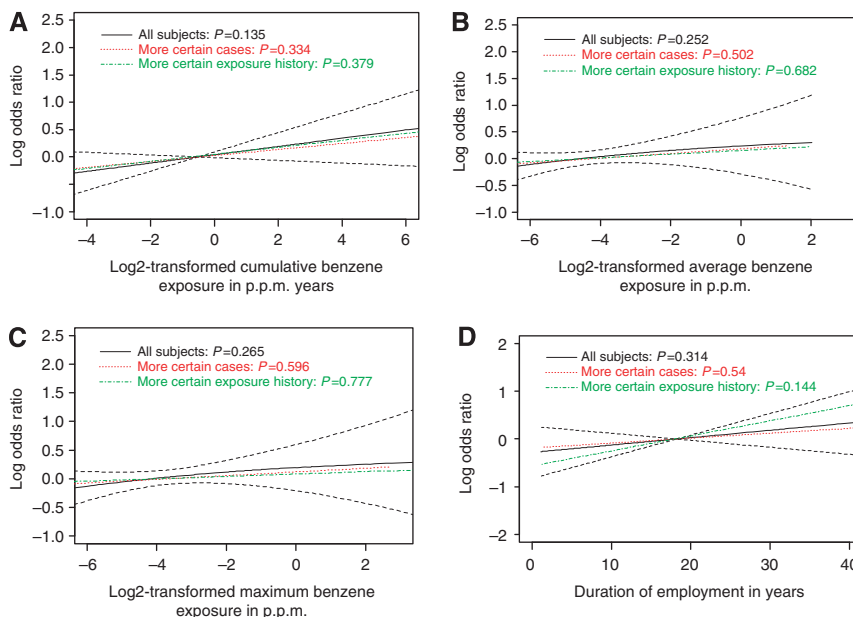 A
2.5
2.0
1.5
1.0
0.5
0.0
−1.0
Log odds ratio
All subjects: P=0.135
More certain cases: P=0.334
More certain exposure history: P=0.379
−4 −2 0 2 4 6
Log2-transformed cumulative benzene
exposure in p.p.m. years
B
2.5
2.0
1.5
1.0
0.5
0.0
−0.5
−1.0
Log odds ratio
All subjects: P=0.252
More certain cases: P=0.502
More certain exposure history: P=0.682
−6 −4 −2 0 2
Log2-transformed average benzene
exposure in p.p.m.
C
2.5
2.0
1.5
1.0
0.5
0.0
−0.5
−1.0
Log odds ratio
All subjects: P=0.265
More certain cases: P=0.596
More certain exposure history: P=0.777
−6 −4 −2 0 2
Log2-transformed maximum benzene
exposure in p.p.m.
D
2
1
0
−1
−2
Log odds ratio
All subjects: P=0.314
More certain cases: P=0.54
More certain exposure history: P=0.144
0 10 20 30 40
Duration of employment in years